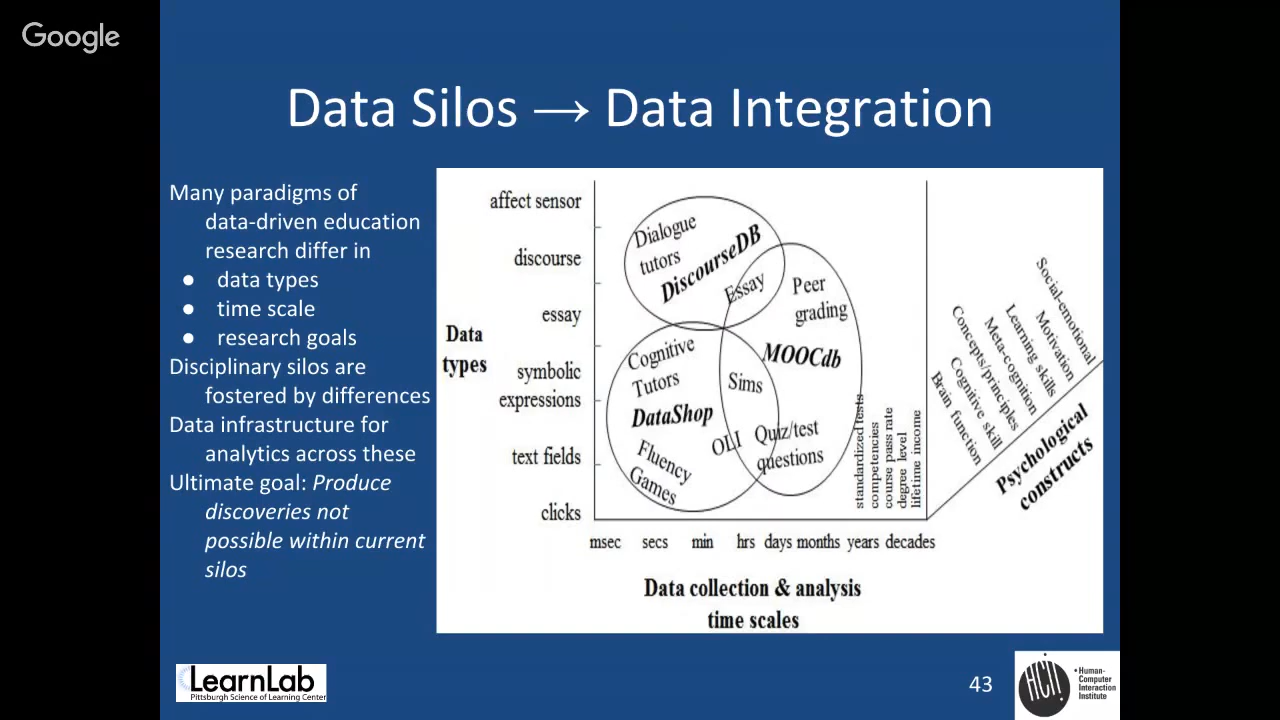 Google
Data Silos → Data Integration
Many paradigms of
data-driven education
research differ in
● data types
● time scale
● research goals
Disciplinary silos are
fostered by differences
Data infrastructure for
analytics across these
Ultimate goal: Produce
discoveries not
possible within current
silos
Data
types
affect sensor
discourse
essay
symbolic
expressions
text fields
clicks
Dialogue
tutors
DiscourseDB
Essay
Peer
grading
MOOCdb
Cognitive
Tutors
DataShop
Sims
OLI
Quiz/test
questions
Fluency
Games
standardized tests
competencies
course pass rate
degree level
lifetime income
Social-emotional
Motivation
Learning skills
Meta-cognition
Concepts/principles
Cognitive skill
Brain function
Psychological
constructs
msec secs min hrs days months years decades
Data collection & analysis
time scales
LearnLab
Pittsburgh Science of Learning Center
43
HCII
Human-
Computer
Interaction
Institute